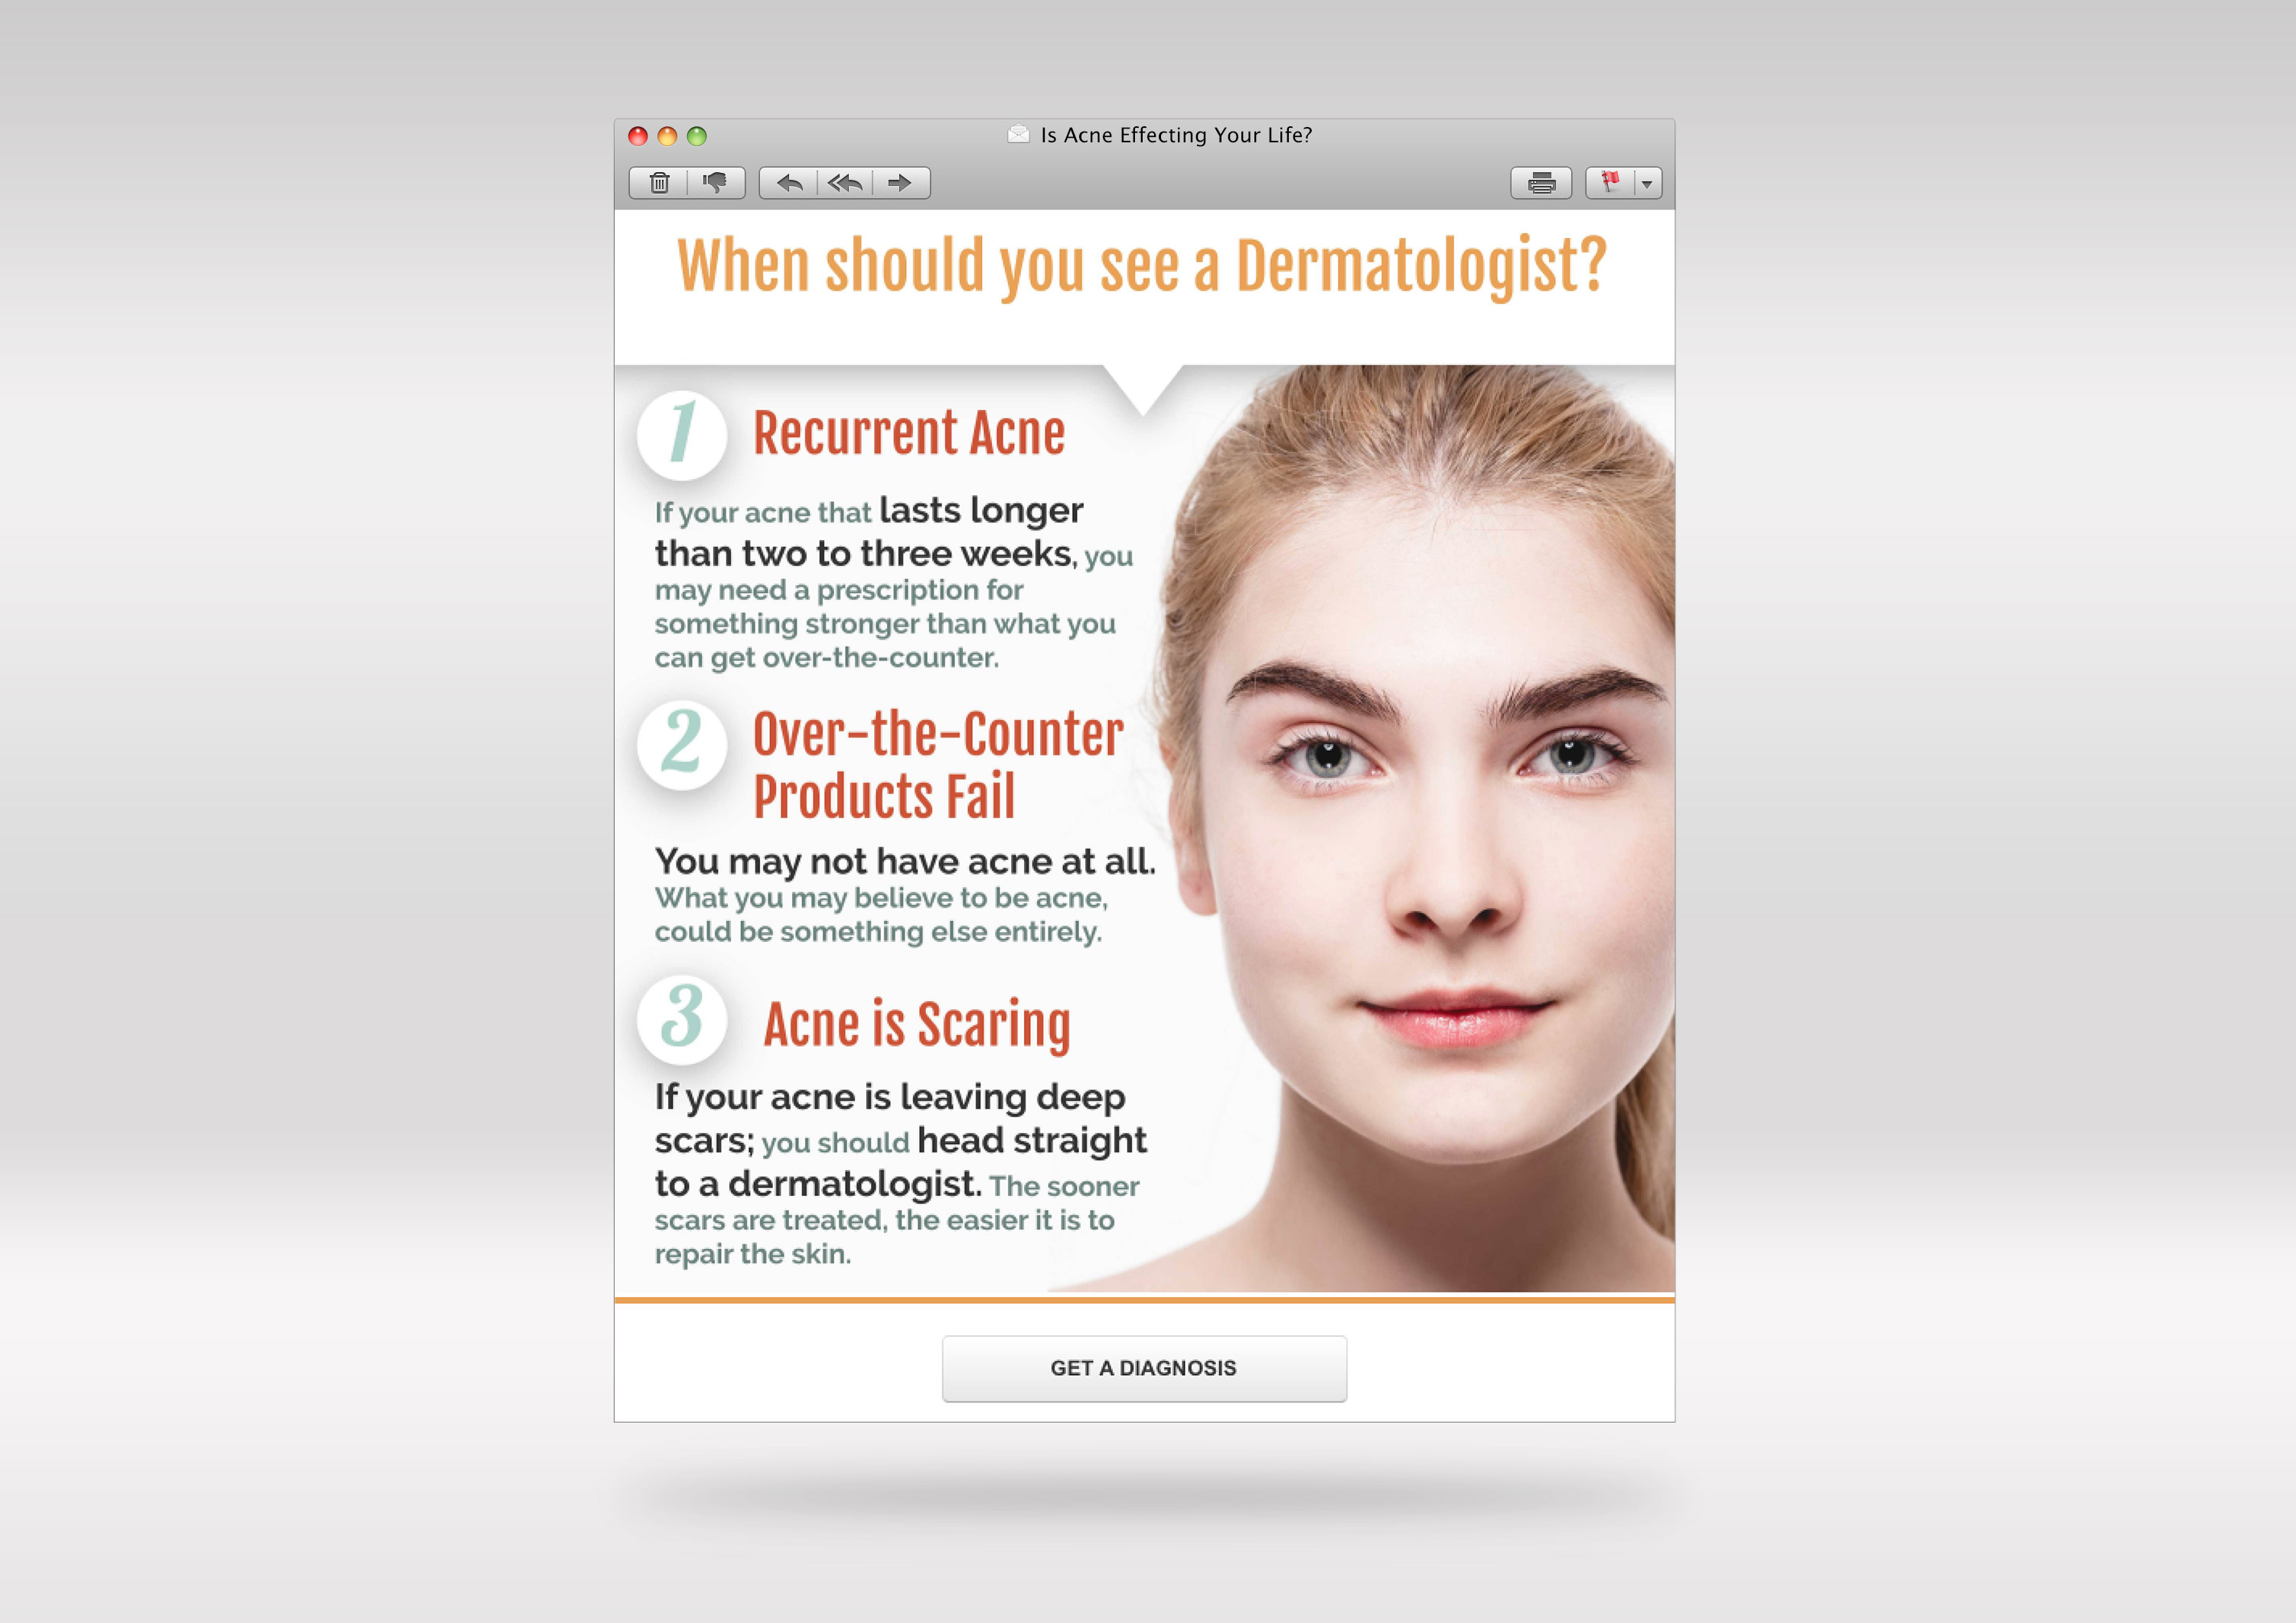 Is Acne Effecting Your Life?
When should you see a Dermatologist?
1
Recurrent Acne
If your acne that lasts longer
than two to three weeks, you
may need a prescription for
something stronger than what you
can get over-the-counter.
2
Over-the-Counter
Products Fail
You may not have acne at all.
What you may believe to be acne,
could be something else entirely.
3
Acne is Scaring
If your acne is leaving deep
scars; you should head straight
to a dermatologist. The sooner
scars are treated, the easier it is to
repair the skin.
GET A DIAGNOSIS